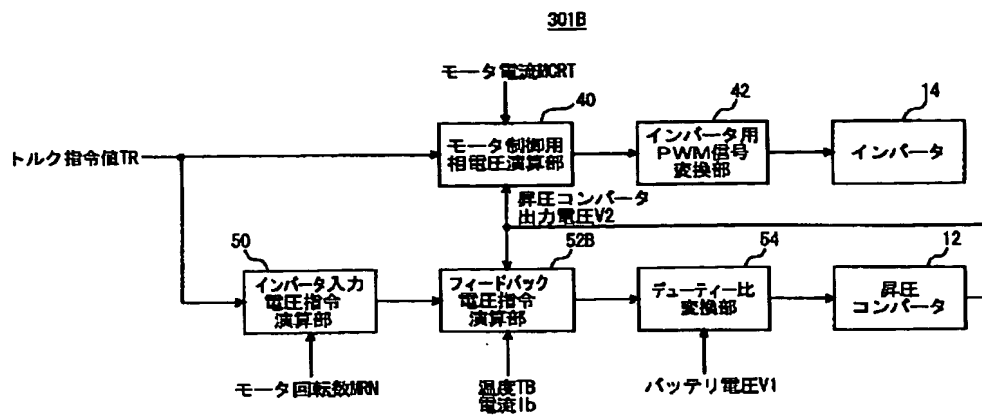 301B
モータ電流MCRT
40
42
14
トルク指令値TR
モータ制御用
相電圧演算部
インバータ用
PWM信号
変換部
インバータ
昇圧コンバータ
出力電圧V2
50
52B
54
12
インバータ入力
電圧指令
演算部
フィードバック
電圧指令
演算部
デューティー比
変換部
昇圧
コンバータ
モータ回転数MRN
温度TB
電流Ib
バッテリ電圧V1